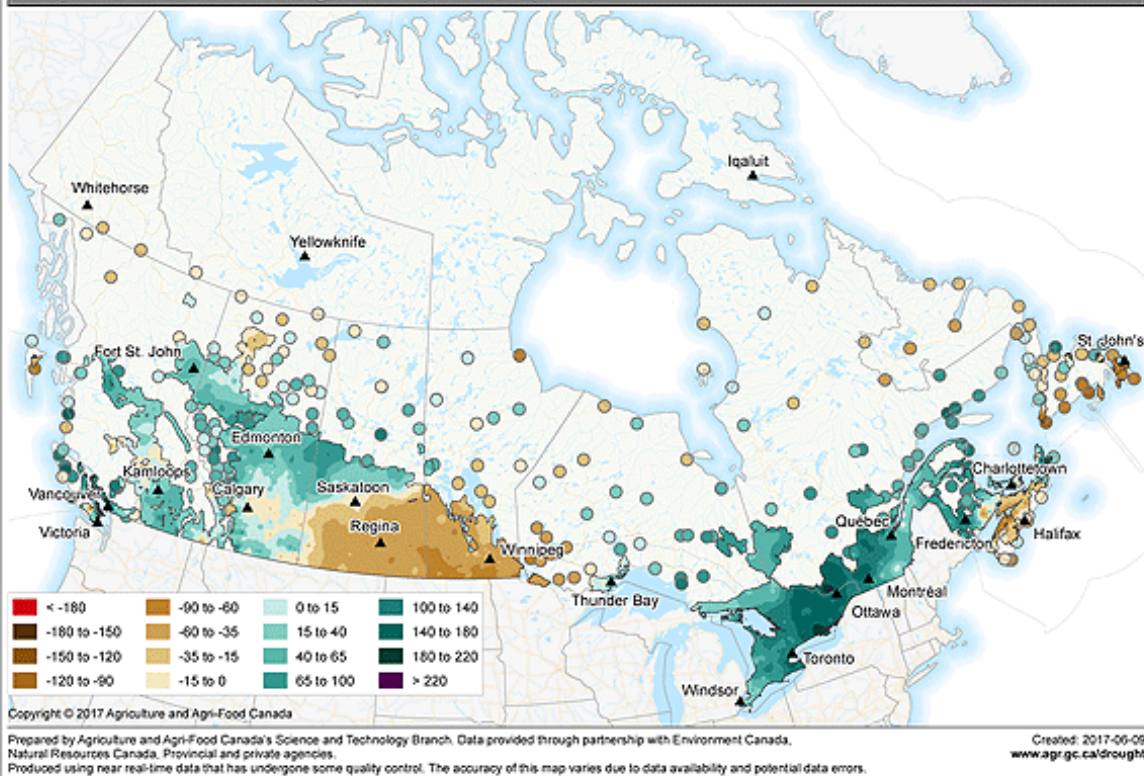 Iqaluit
Whitehorse
Yellowknife
St. John's
Fort St. John
Edmonton
Kamloops
Charlottetown
Calgary
Saskatoon
Vancouver
Québec
Regina
Victoria
Halifax
Fredericton
Winnipeg
Montréal
Thunder Bay
Ottawa
Toronto
Windsor
< -180 -90 to -60 0 to 15 100 to 140
-180 to -150 -60 to -35 15 to 40 140 to 180
-150 to -120 -35 to -15 40 to 65 180 to 220
-120 to -90 -15 to 0 65 to 100 > 220
Copyright © 2017 Agriculture and Agri-Food Canada
Prepared by Agriculture and Agri-Food Canada's Science and Technology Branch. Data provided through partnership with Environment Canada, Created: 2017-06-09
Natural Resources Canada, Provincial and private agencies. www.agr.gc.ca/drought
Produced using near real-time data that has undergone some quality control. The accuracy of this map varies due to data availability and potential data errors.